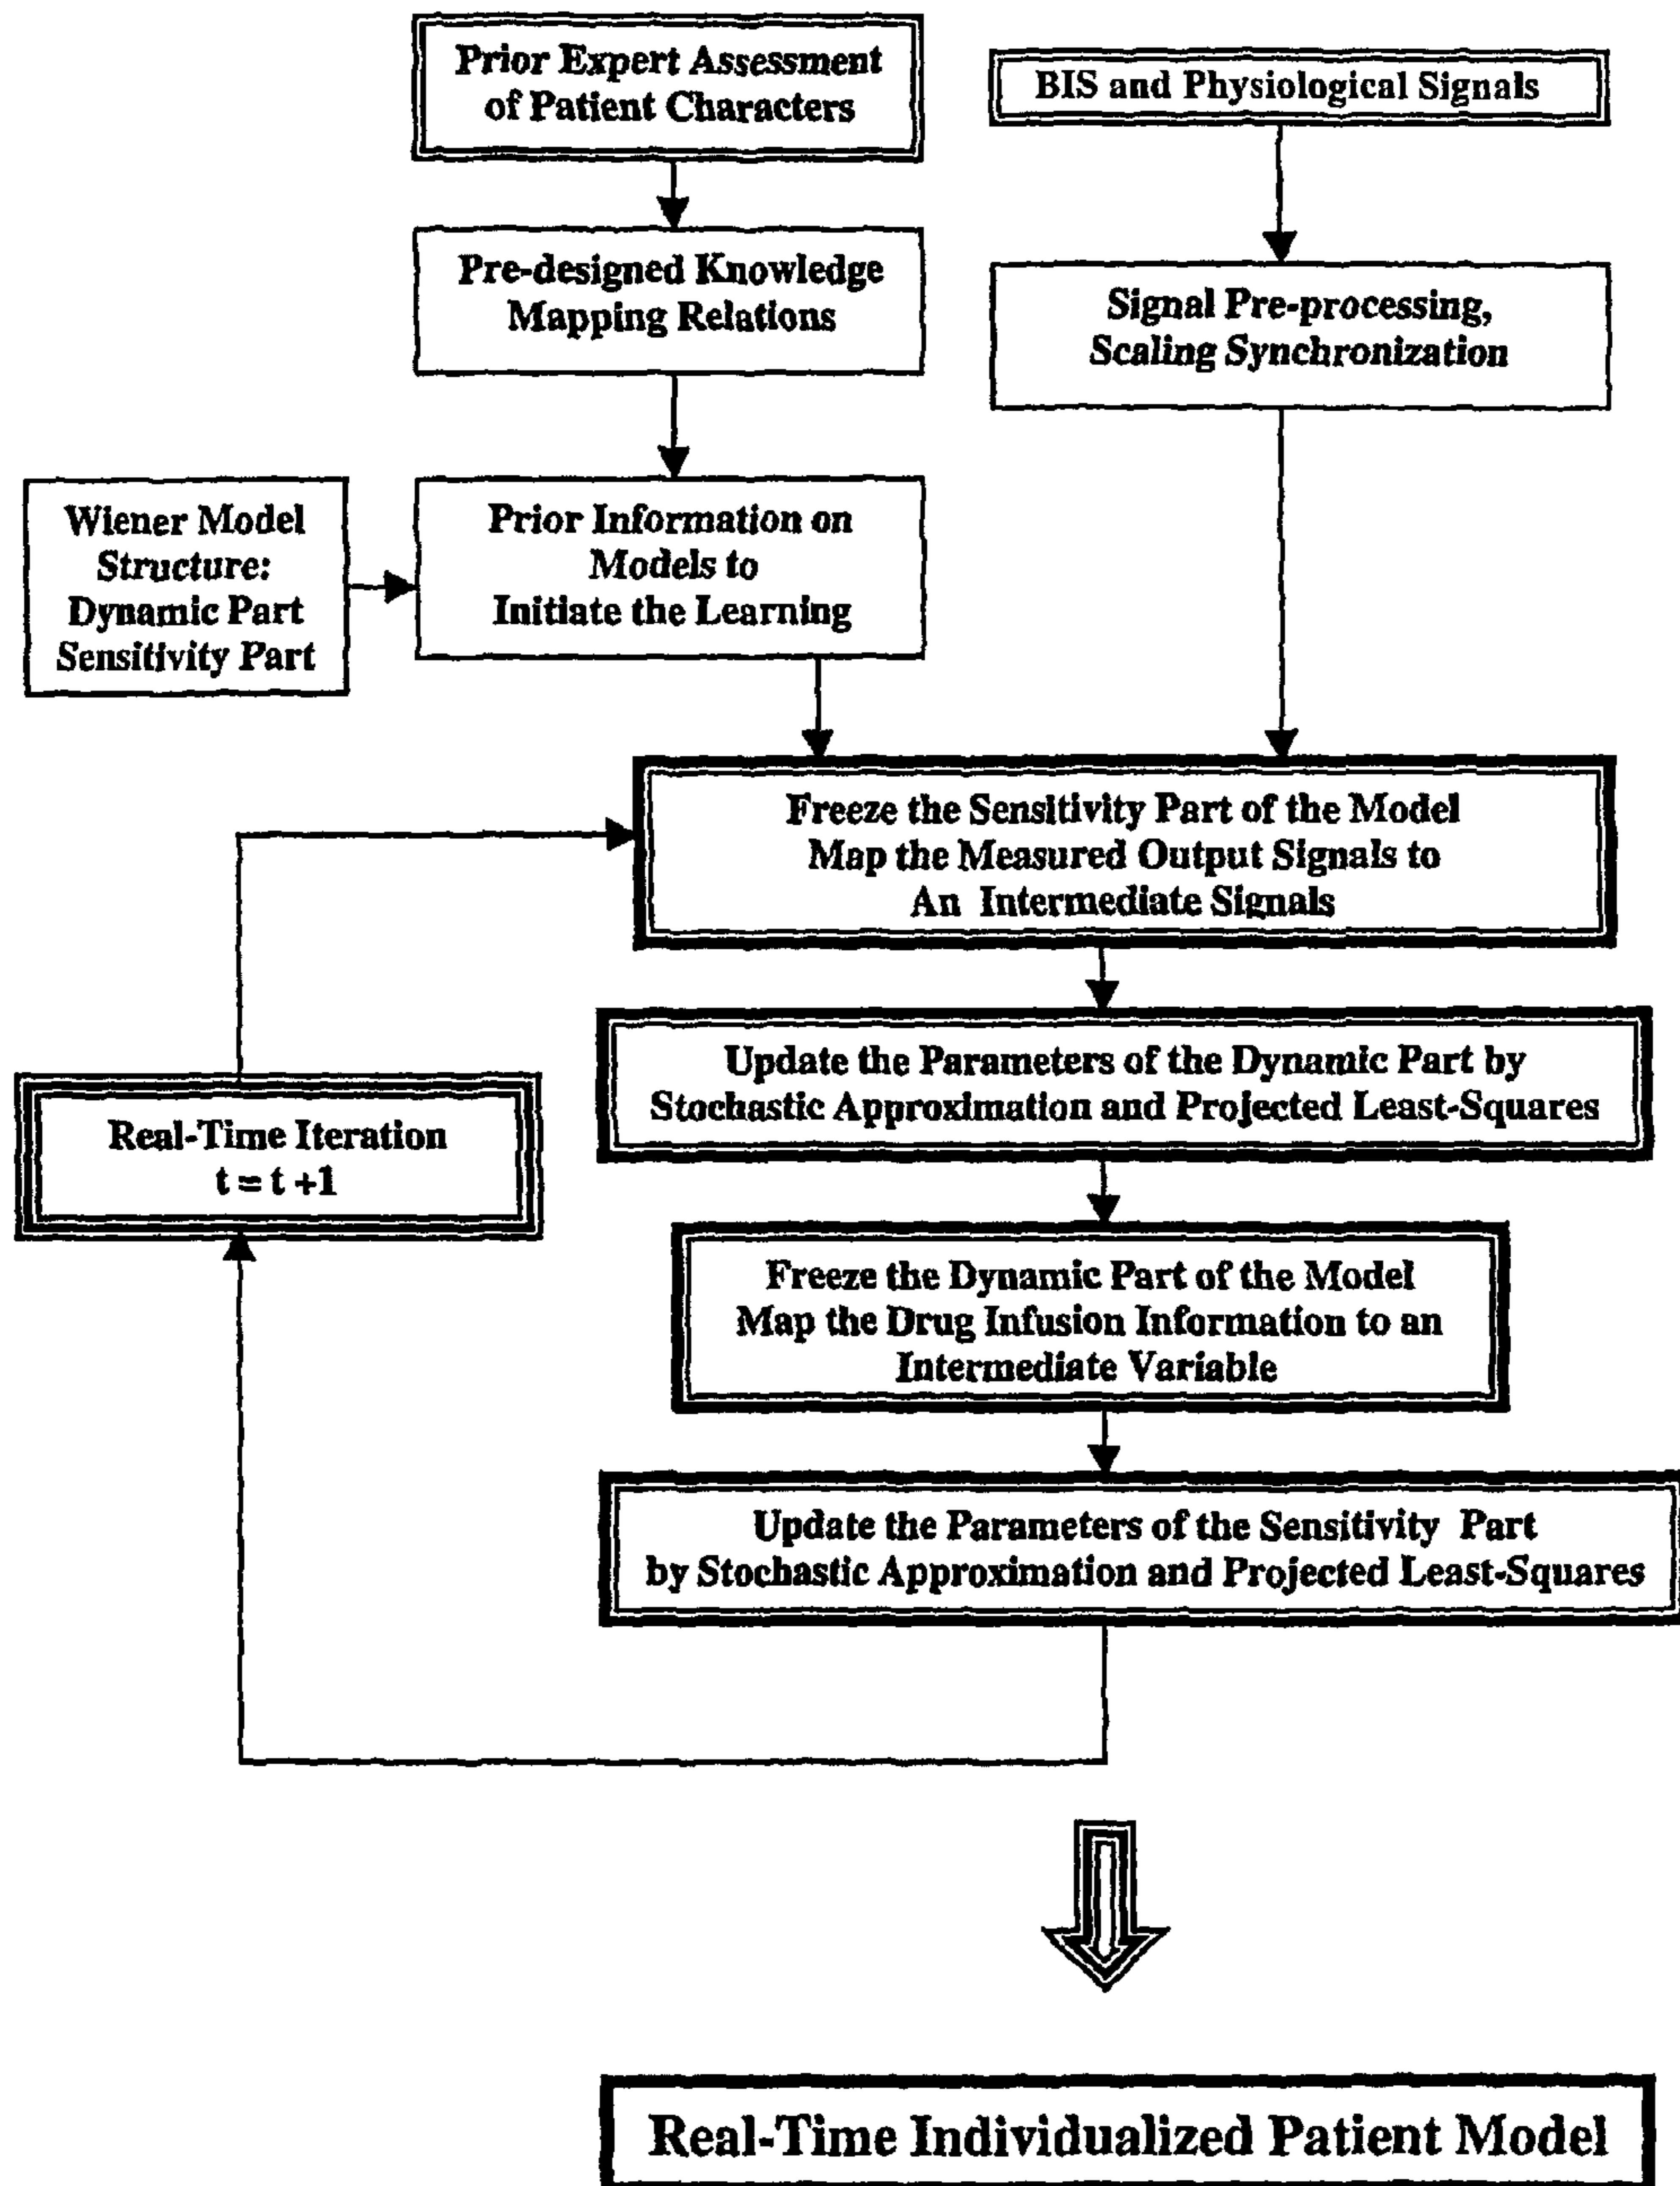 Prior Expert Assessment
of Patient Characters
BIS and Physiological Signals
Pre-designed Knowledge
Mapping Relations
Signal Pre-processing,
Scaling Synchronization
Wiener Model
Structure:
Dynamic Part
Sensitivity Part
Prior Information on
Models to
Initiate the Learning
Freeze the Sensitivity Part of the Model
Map the Measured Output Signals to
An Intermediate Signals
Update the Parameters of the Dynamic Part by
Stochastic Approximation and Projected Least-Squares
Real-Time Iteration
t = t +1
Freeze the Dynamic Part of the Model
Map the Drug Infusion Information to an
Intermediate Variable
Update the Parameters of the Sensitivity Part
by Stochastic Approximation and Projected Least-Squares
Real-Time Individualized Patient Model